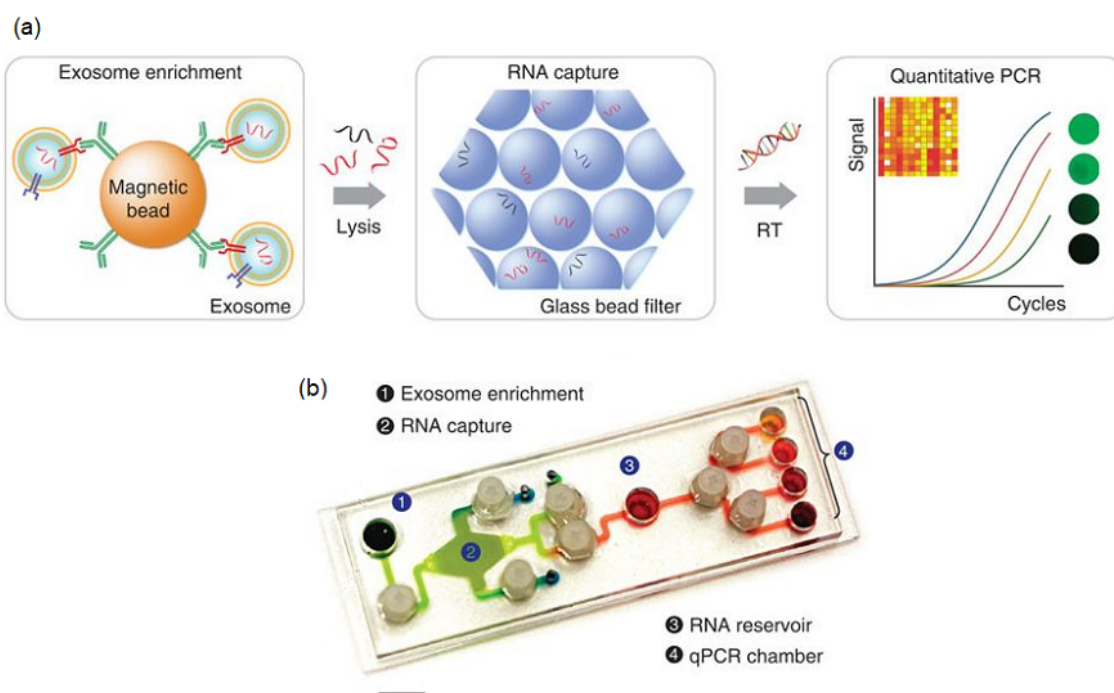 (a)
Exosome enrichment
RNA capture
Quantitative PCR
Magnetic
bead
Exosome
Lysis
Glass bead filter
RT
Signal
Cycles
(b)
1 Exosome enrichment
2 RNA capture
1
2
3
4
3 RNA reservoir
4 qPCR chamber